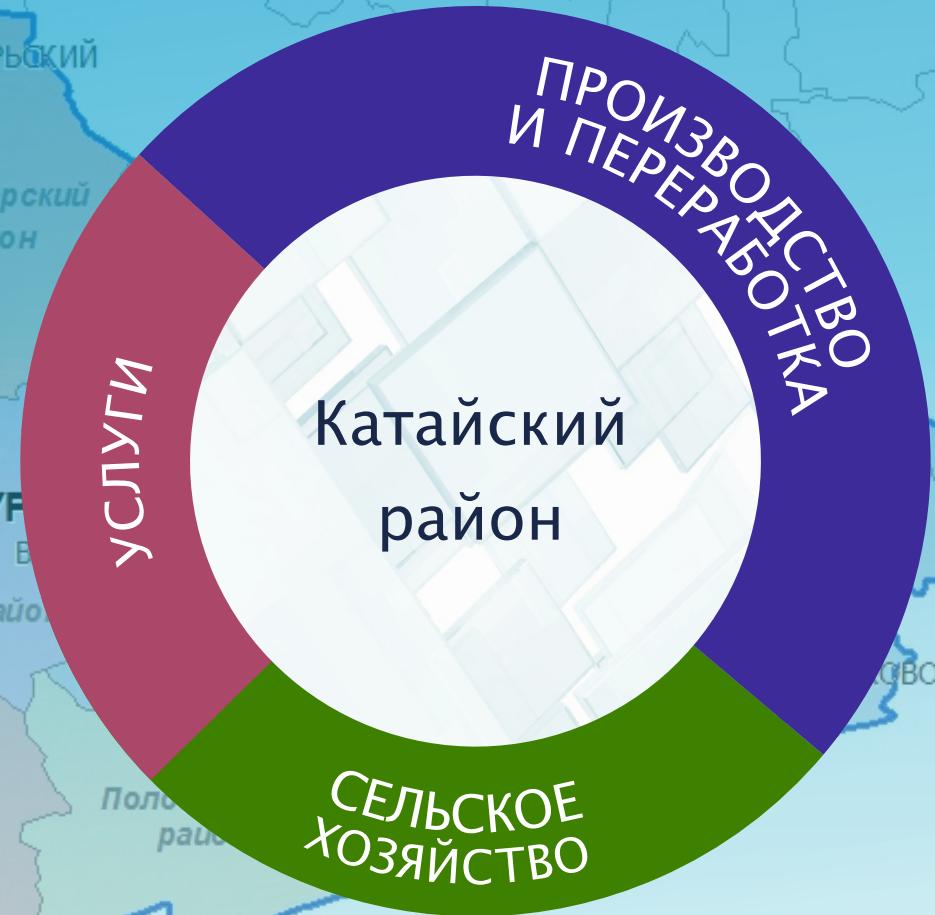 ПРОИЗВОДСТВО
И ПЕРЕРАБОТКА
УСЛУГИ
Катайский
район
СЕЛЬСКОЕ
ХОЗЯЙСТВО